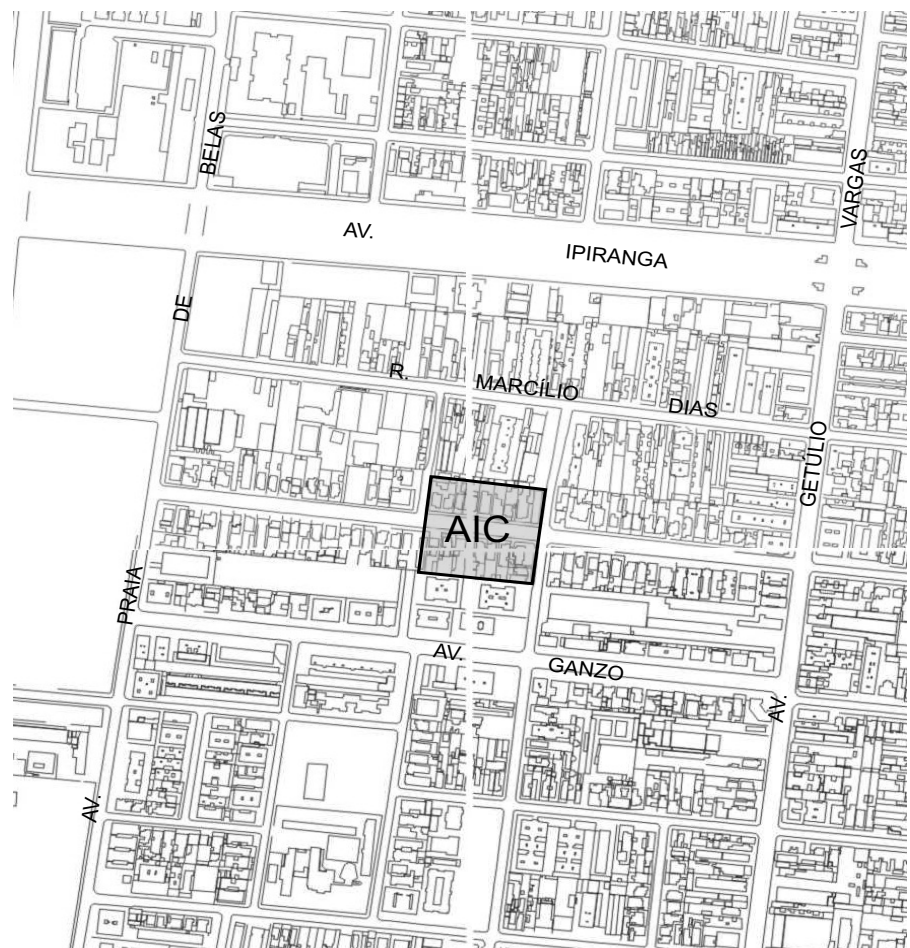 BELAS
VARGAS
AV.
IPIRANGA
DE
R.
MARCÍLIO
DIAS
GETÚLIO
AIC
PRAIA
AV.
GANZO
AV.
AV.